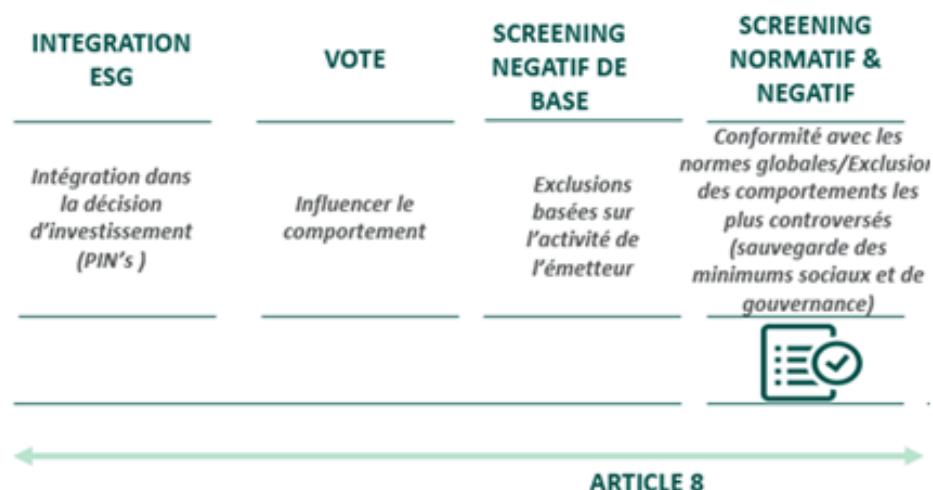 INTEGRATION
ESG
VOTE
SCREENING
NEGATIF DE
BASE
SCREENING
NORMATIF &
NEGATIF
Intégration dans
la décision
d'investissement
(PIN's )
Influencer le
comportement
Exclusions
basées sur
l'activité de
l'émetteur
Conformité avec les
normes globales/Exclusion
des comportements les
plus controversés
(sauvegarde des
minimums sociaux et de
gouvernance)
ARTICLE 8